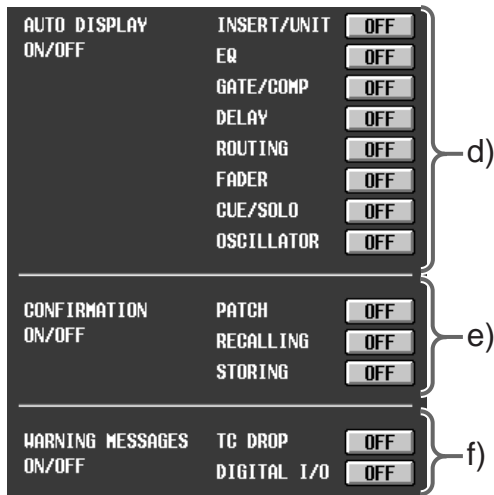 AUTO DISPLAY INSERT/UNIT OFF
ON/OFF EQ OFF
GATE/COMP OFF
DELAY OFF
ROUTING OFF
FADER OFF
CUE/SOLO OFF
OSCILLATOR OFF
d)
CONFIRMATION PATCH OFF
ON/OFF RECALLING OFF
STORING OFF
e)
WARNING MESSAGES TC DROP OFF
ON/OFF DIGITAL I/O OFF
f)